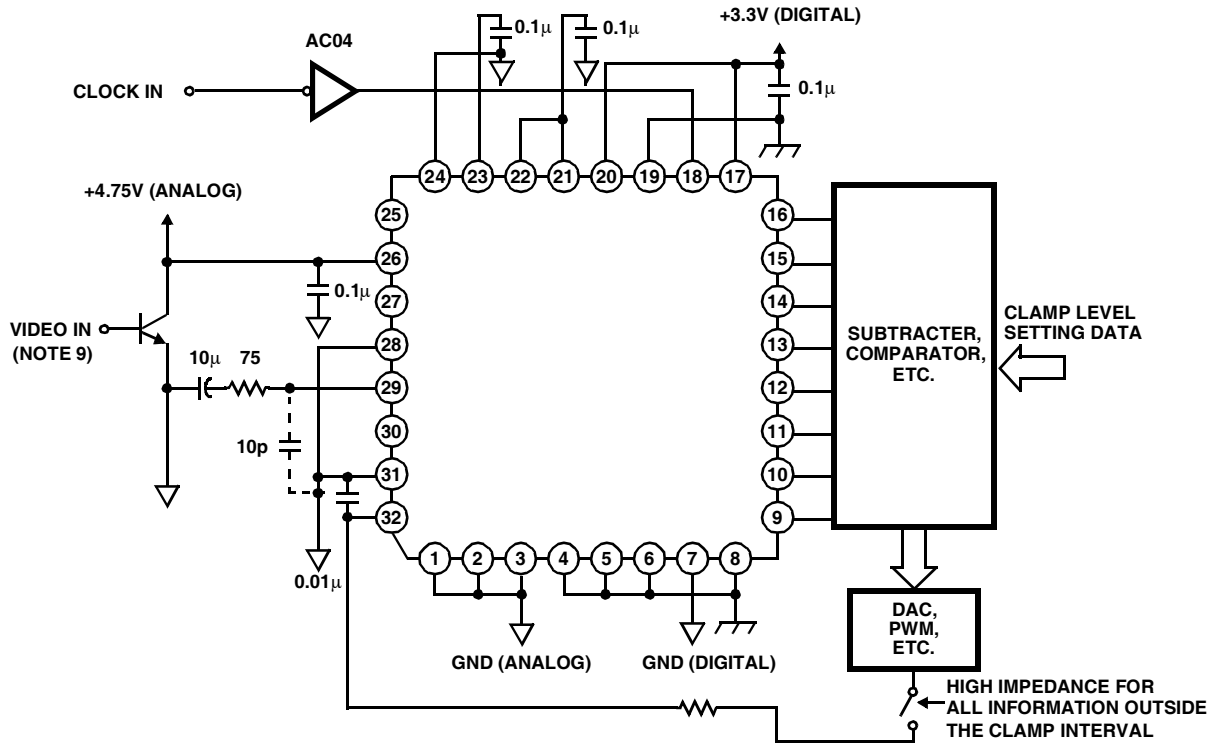 +3.3V (DIGITAL)
0.1µ
0.1µ
AC04
CLOCK IN
0.1µ
24 23 22 21 20 19 18 17
+4.75V (ANALOG)
25
26
27
28
29
30
31
32
16
15
14
13
12
11
10
9
0.1µ
VIDEO IN
(NOTE 9)
10µ 75
10p
0.01µ
SUBTRACTER,
COMPARATOR,
ETC.
CLAMP LEVEL
SETTING DATA
1 2 3 4 5 6 7 8
GND (ANALOG)
GND (DIGITAL)
DAC,
PWM,
ETC.
HIGH IMPEDANCE FOR
ALL INFORMATION OUTSIDE
THE CLAMP INTERVAL